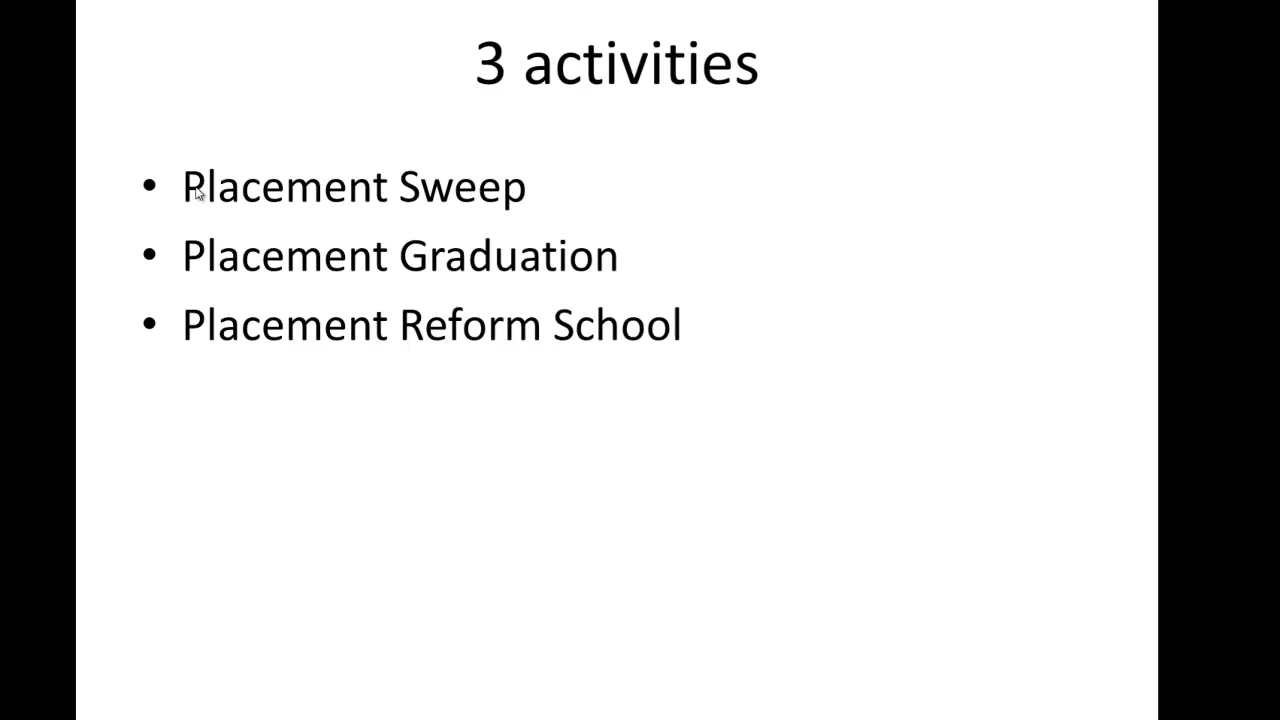 3 activities
• Placement Sweep
• Placement Graduation
• Placement Reform School